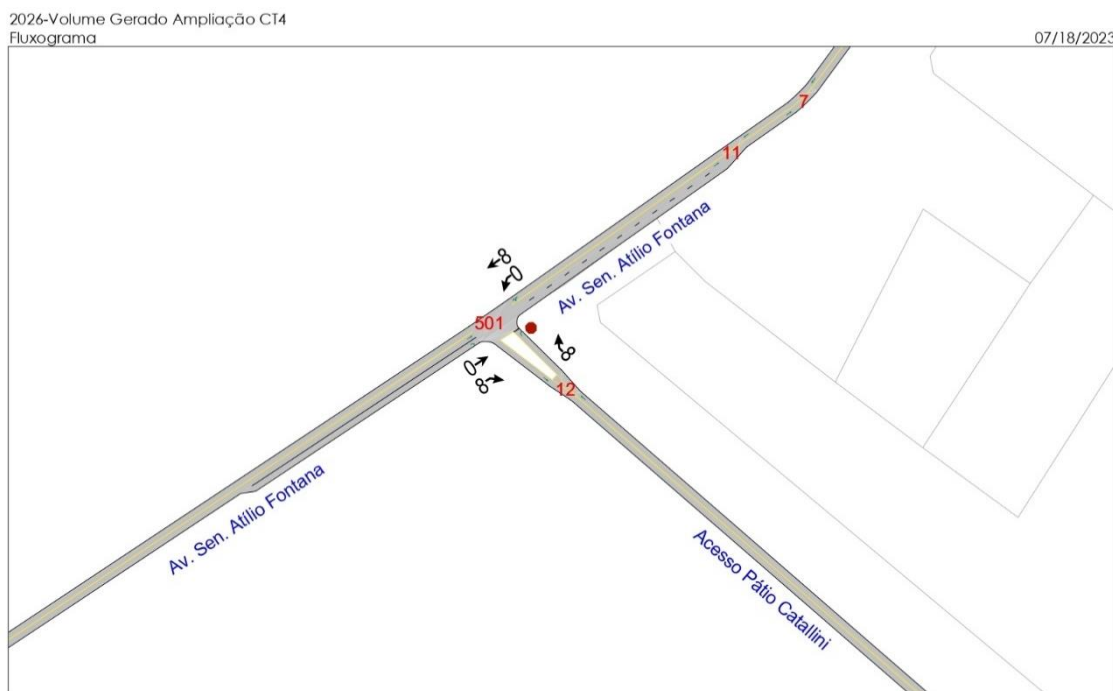 2026-Volume Gerado Ampliação CT4
Fluxograma
07/18/2023
7
11
Av. Sen. Atílio Fontana
8
0
501
8
0
8
12
Av. Sen. Atílio Fontana
Acesso Pátio Catallini